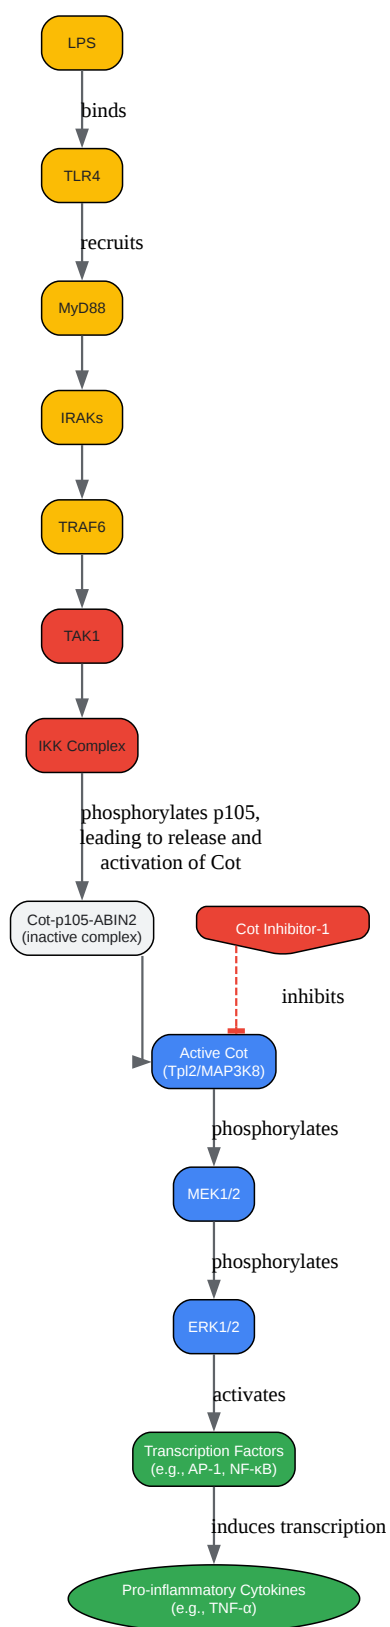 LPS
binds
TLR4
recruits
MyD88
IRAKs
TRAF6
TAK1
IKK Complex
phosphorylates p105,
leading to release and
activation of Cot
Cot-p105-ABIN2
(inactive complex)
Cot Inhibitor-1
inhibits
Active Cot
(Tpl2/MAP3K8)
phosphorylates
MEK1/2
phosphorylates
ERK1/2
activates
Transcription Factors
(e.g., AP-1, NF-κB)
induces transcription
Pro-inflammatory Cytokines
(e.g., TNF-α)